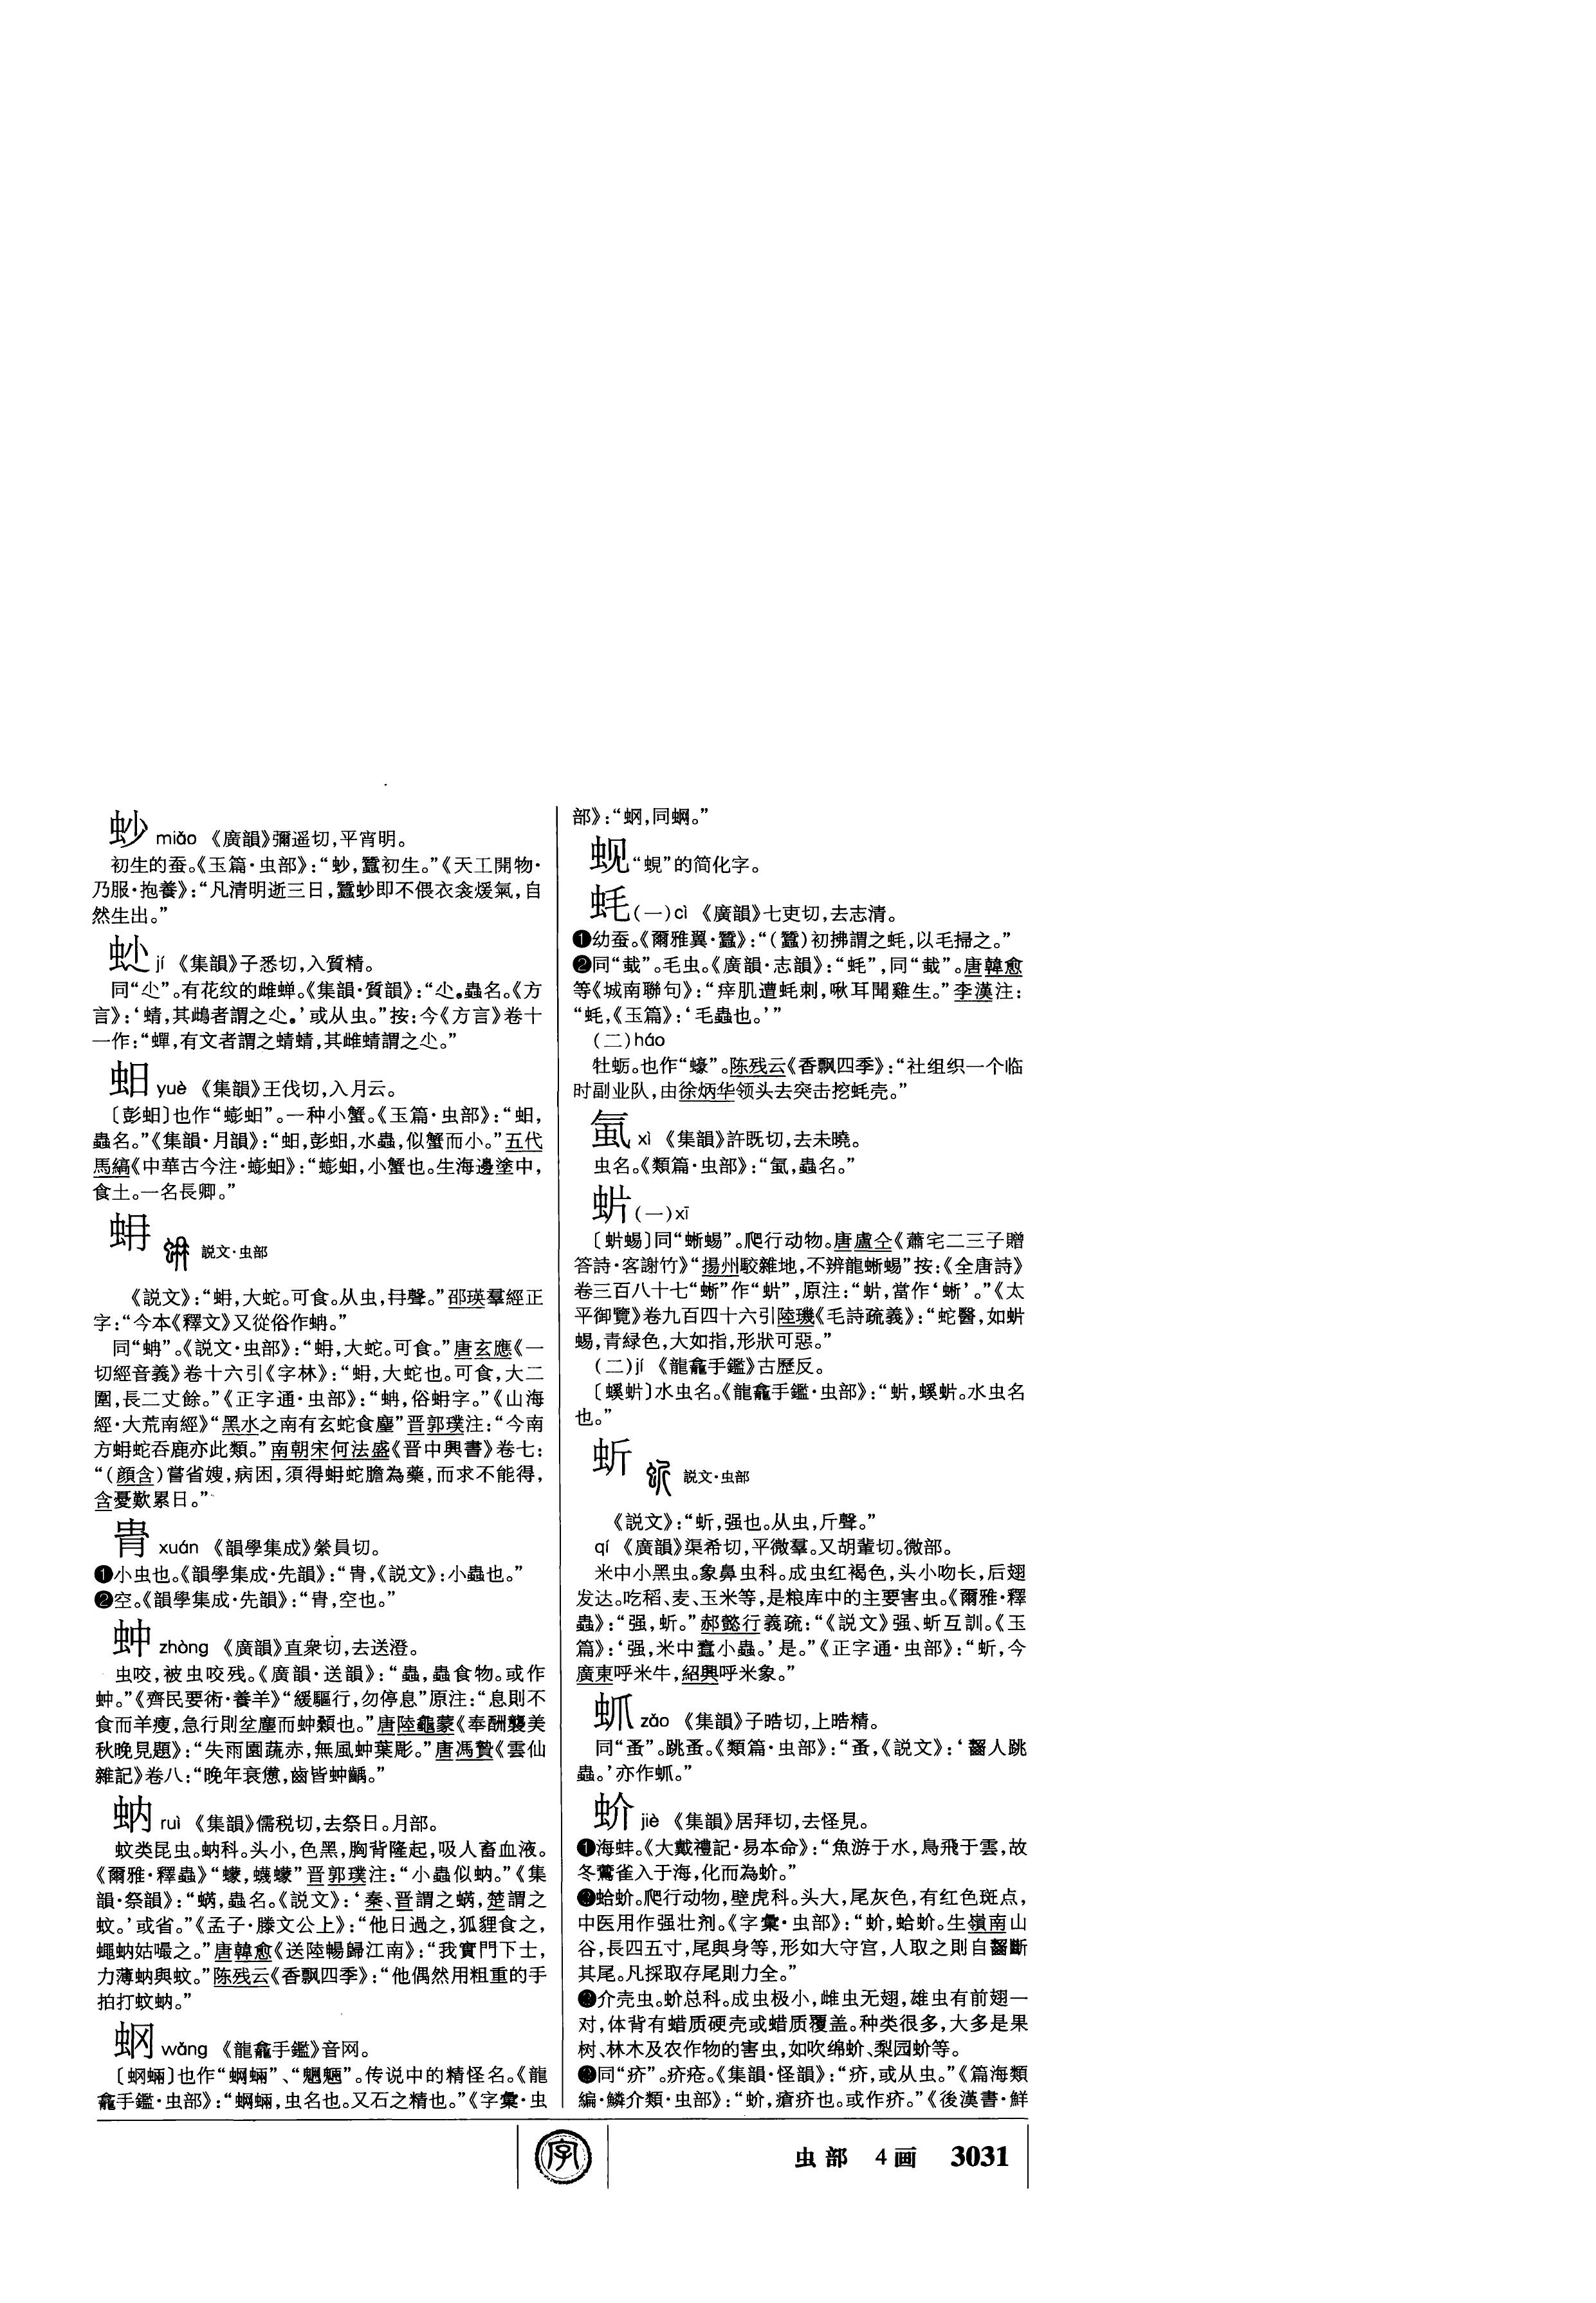 䖢 miǎo 《廣韻》彌遥切,平宵明。
初生的蚕。《玉篇·虫部》:“䖢,蠶初生。”《天工開物·
乃服·抱養》:“凡清明逝三日,蠶䖢即不偎衣衾煖氣,自
然生出。”
jí 《集韻》子悉切,入質精。
同“尐”。有花纹的雌蝉。《集韻·質韻》:“尐,蟲名。《方
言》:‘蜻,其鴟者謂之尐。’或从虫。”按:今《方言》卷十
一作:“蟬,有文者謂之蜻蜻,其雌蜻謂之尐。”
蚎 yuè 《集韻》王伐切,入月云。
〔彭蚎〕也作“蟛蚎”。一种小蟹。《玉篇·虫部》:“蚎,
蟲名。”《集韻·月韻》:“蚎,彭蚎,水蟲,似蟹而小。”五代
馬縞《中華古今注·蟛蚎》:“蟛蚎,小蟹也。生海邊塗中,
食土。一名長卿。”
蚦 説文·虫部
《説文》:“蚦,大蛇。可食。从虫,冄聲。”邵瑛羣經正
字:“今本《釋文》又從俗作蚺。”
同“蚺”。《説文·虫部》:“蚦,大蛇。可食。”唐玄應《一
切經音義》卷十六引《字林》:“蚦,大蛇也。可食,大二
圍,長二丈餘。”《正字通·虫部》:“蚺,俗蚦字。”《山海
經·大荒南經》“黑水之南有玄蛇食麈”晋郭璞注:“今南
方蚦蛇吞鹿亦此類。”南朝宋何法盛《晋中興書》卷七:
“(顔含)嘗省嫂,病困,須得蚦蛇膽為藥,而求不能得,
含憂歎累日。”
xuán 《韻學集成》縈員切。
❶小虫也。《韻學集成·先韻》:“ ,《説文》:小蟲也。”
❷空。《韻學集成·先韻》:“ ,空也。”
蚛 zhòng 《廣韻》直衆切,去送澄。
虫咬,被虫咬残。《廣韻·送韻》:“蟲,蟲食物。或作
蚛。”《齊民要術·養羊》“緩驅行,勿停息”原注:“息則不
食而羊瘦,急行則坌塵而蚛顙也。”唐陸龜蒙《奉酬襲美
秋晚見題》:“失雨園蔬赤,無風蚛葉彫。”唐馮贄《雲仙
雜記》卷八:“晚年衰憊,齒皆蚛齲。”
蚋 ruì 《集韻》儒税切,去祭日。月部。
蚊类昆虫。蚋科。头小,色黑,胸背隆起,吸人畜血液。
《爾雅·釋蟲》“蠓,蠛蠓”晋郭璞注:“小蟲似蚋。”《集
韻·祭韻》:“蜹,蟲名。《説文》:‘秦、晋謂之蜹,楚謂之
蚊。’或省。”《孟子·滕文公上》:“他日過之,狐貍食之,
蠅蚋姑嘬之。”唐韓愈《送陸暢歸江南》:“我實門下士,
力薄蚋與蚊。”陈残云《香飘四季》:“他偶然用粗重的手
拍打蚊蚋。”
蛧 wǎng 《龍龕手鑑》音网。
〔蛧蜽〕也作“蝄蜽”、“魍魎”。传说中的精怪名。《龍
龕手鑑·虫部》:“蝄蜽,虫名也。又石之精也。”《字彙·虫
部》:“蛧,同蝄。”
蚬“蜆”的简化字。
蚝(一)cì 《廣韻》七吏切,去志清。
❶幼蚕。《爾雅翼·蠶》:“(蠶)初拂謂之蚝,以毛掃之。”
❷同“蛓”。毛虫。《廣韻·志韻》:“蚝”,同“蛓”。唐韓愈
等《城南聯句》:“痒肌遭蚝刺,啾耳聞雞生。”李漢注:
“蚝,《玉篇》:‘毛蟲也。’”
(二)háo
牡蛎。也作“蠔”。陈残云《香飘四季》:“社组织一个临
时副业队,由徐炳华领头去突击挖蚝壳。”
䖒 xì 《集韻》許既切,去未曉。
虫名。《類篇·虫部》:“ ,蟲名。”
(一)xī
〔 蜴〕同“蜥蜴”。爬行动物。唐盧仝《蕭宅二三子贈
答詩·客謝竹》“揚州駮雜地,不辨龍蜥蜴”按:《全唐詩》
卷三百八十七“蜥”作“ ”,原注:“ ,當作‘蜥’。”《太
平御覽》卷九百四十六引陸璣《毛詩疏義》:“蛇醫,如
蜴,青緑色,大如指,形狀可惡。”
(二)jí 《龍龕手鑑》古歷反。
〔螇 〕水虫名。《龍龕手鑑·虫部》:“ ,螇 。水虫名
也。”
蚚 説文·虫部
《説文》:“蚚,强也。从虫,斤聲。”
qí 《廣韻》渠希切,平微羣。又胡輩切。微部。
米中小黑虫。象鼻虫科。成虫红褐色,头小吻长,后翅
发达。吃稻、麦、玉米等,是粮库中的主要害虫。《爾雅·釋
蟲》:“强,蚚。”郝懿行義疏:“《説文》强、蚚互訓。《玉
篇》:‘强,米中蠹小蟲。’是。”《正字通·虫部》:“蚚,今
廣東呼米牛,紹興呼米象。”
zǎo 《集韻》子晧切,上晧精。
同“蚤”。跳蚤。《類篇·虫部》:“蚤,《説文》:‘齧人跳
蟲。’亦作 。”
蚧 jiè 《集韻》居拜切,去怪見。
❶海蚌。《大戴禮記·易本命》:“魚游于水,鳥飛于雲,故
冬鷰雀入于海,化而為蚧。”
蛤蚧。爬行动物,壁虎科。头大,尾灰色,有红色斑点,
中医用作强壮剂。《字彙·虫部》:“蚧,蛤蚧。生嶺南山
谷,長四五寸,尾與身等,形如大守宫,人取之則自齧斷
其尾。凡採取存尾則力全。”
介壳虫。蚧总科。成虫极小,雌虫无翅,雄虫有前翅一
对,体背有蜡质硬壳或蜡质覆盖。种类很多,大多是果
树、林木及农作物的害虫,如吹绵蚧、梨园蚧等。
同“疥”。疥疮。《集韻·怪韻》:“疥,或从虫。”《篇海類
編·鱗介類·虫部》:“蚧,瘡疥也。或作疥。”《後漢書·鮮
字
虫部 4画 3031